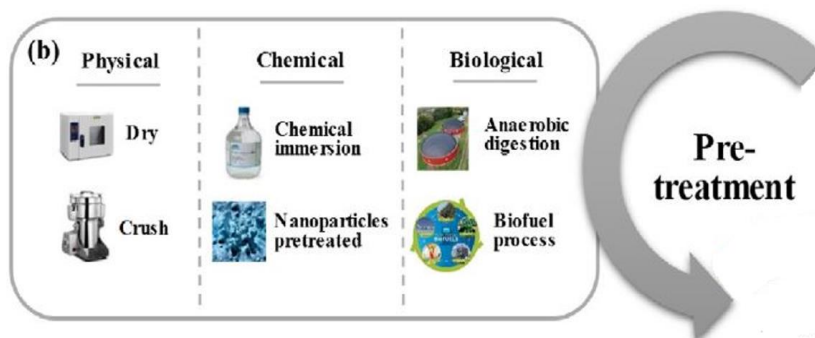 (b)
Physical
Chemical
Biological
Dry
Chemical
immersion
Anaerobic
digestion
Crush
Nanoparticles
pretreated
Biofuel
process
Pre-
treatment